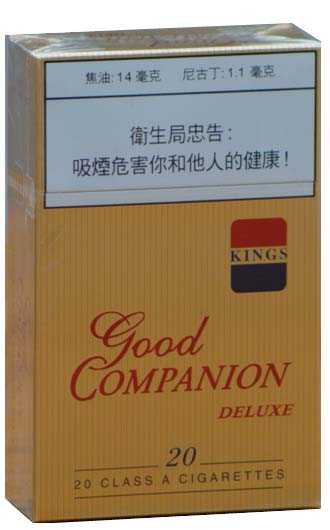 焦油:14 毫克 尼古丁:1.1 毫克
衛生局忠告:
吸煙危害你和他人的健康!
KINGS
Good
COMPANION
DELUXE
20
20 CLASS A CIGARETTES